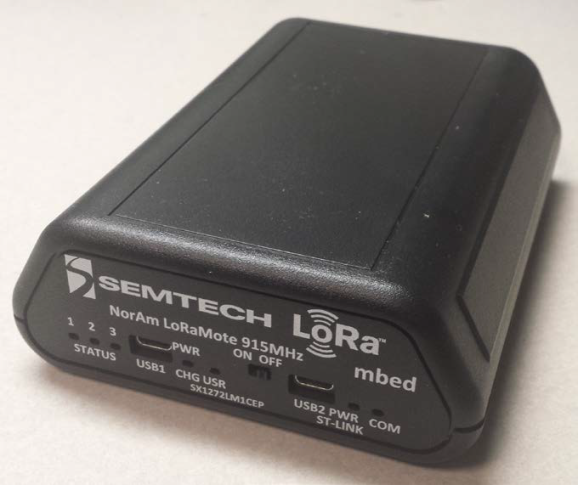 SEMTECH LoRa™
NorAm LoRaMote 915MHz
mbed
1 2 3
STATUS
USB1
PWR
CHG USR
SX1272LM1CEP
ON OFF
USB2 PWR
ST-LINK
COM